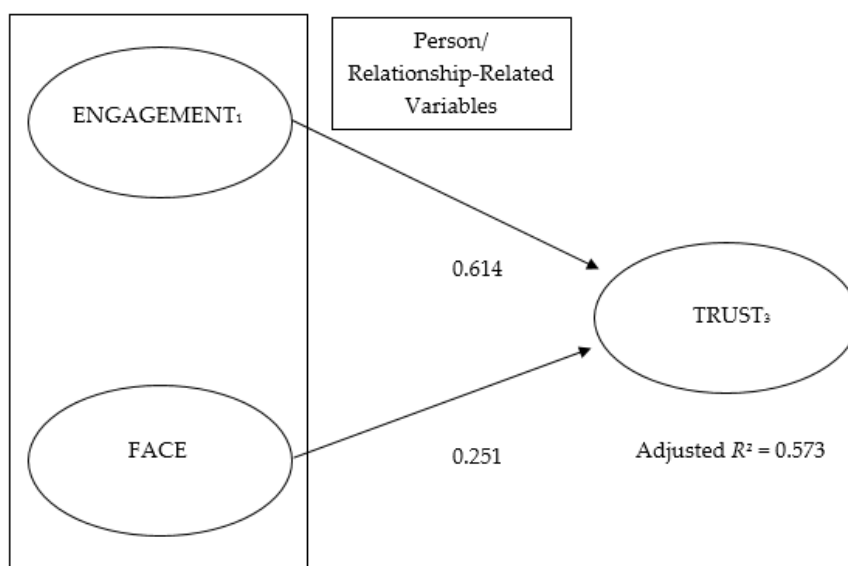 Person/
Relationship-Related
Variables
ENGAGEMENT₁
0.614
TRUST₃
FACE
0.251
Adjusted R² = 0.573